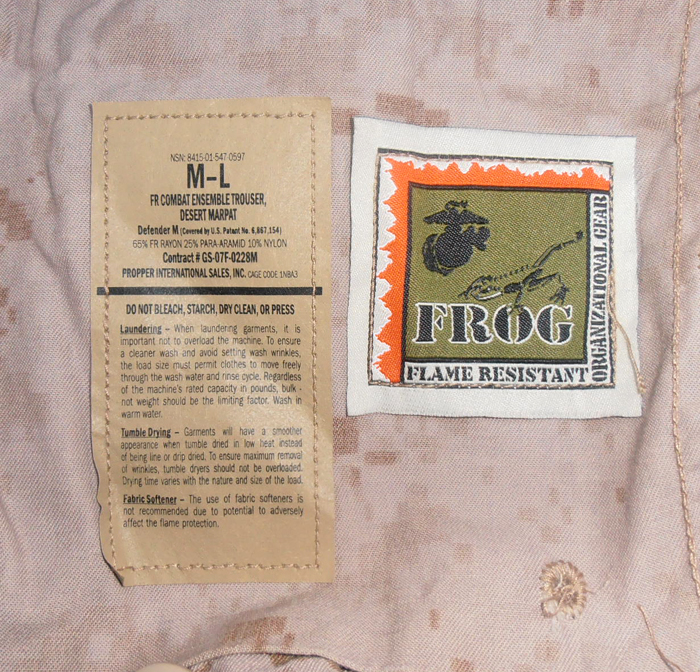 NSN: 8415-01-547-0597
M-L
FR COMBAT ENSEMBLE TROUSER,
DESERT MARPAT
Defender M (Covered by U.S. Patent No. 6,867,154)
65% FR RAYON 25% PARA-ARAMID 10% NYLON
Contract # GS-07F-0228M
PROPPER INTERNATIONAL SALES, INC. CAGE CODE 1NBA3
DO NOT BLEACH, STARCH, DRY CLEAN, OR PRESS
Laundering – When laundering garments, it is
important not to overload the machine. To ensure
a cleaner wash and avoid setting wash wrinkles,
the load size must permit clothes to move freely
through the wash water and rinse cycle. Regardless
of the machine's rated capacity in pounds, bulk -
not weight should be the limiting factor. Wash in
warm water.
Tumble Drying – Garments will have a smoother
appearance when tumble dried in low heat instead
of being line or drip dried. To ensure maximum removal
of wrinkles, tumble dryers should not be overloaded.
Drying time varies with the nature and size of the load.
Fabric Softener – The use of fabric softeners is
not recommended due to potential to adversely
affect the flame protection.
FROG
FLAME RESISTANT
ORGANIZATIONAL GEAR